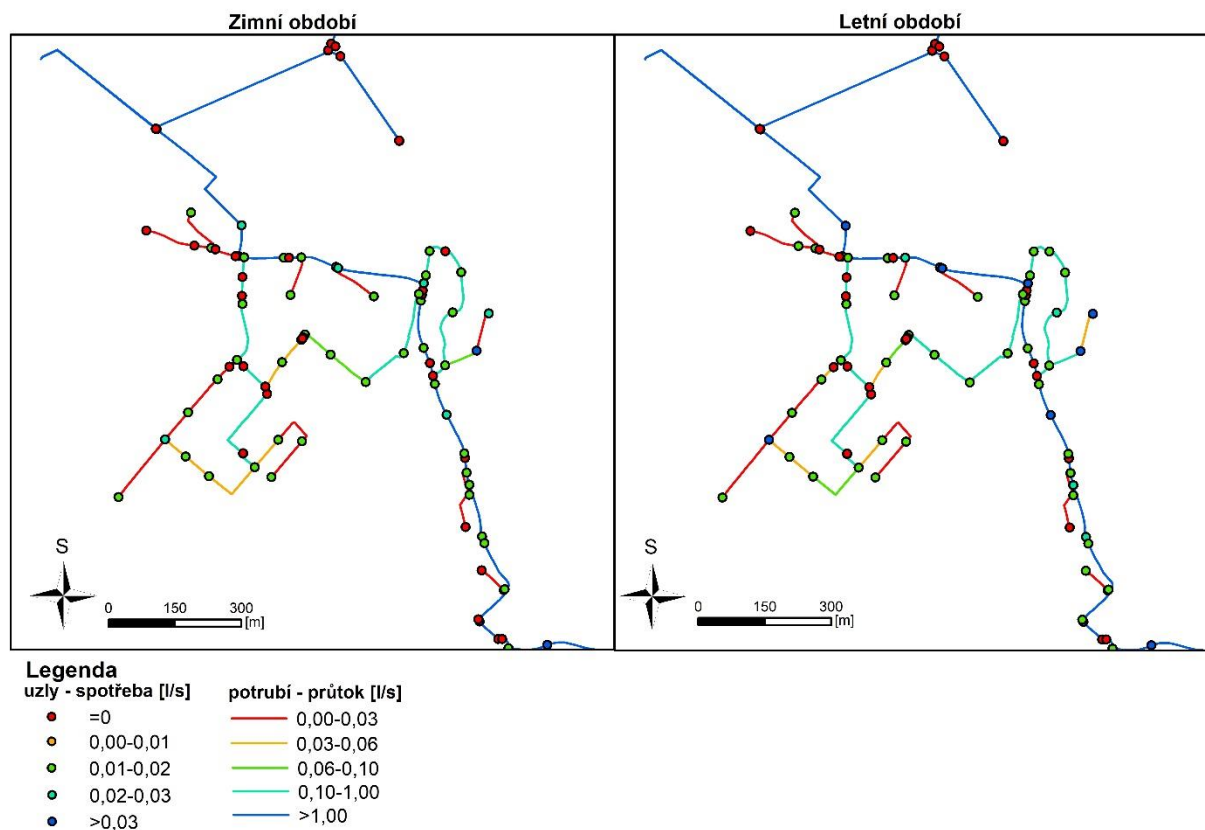 Zimní období
Letní období
S
0 150 300
[m]
S
0 150 300
[m]
Legenda
uzly - spotřeba [l/s]
=0
0,00-0,01
0,01-0,02
0,02-0,03
>0,03
potrubí - průtok [l/s]
0,00-0,03
0,03-0,06
0,06-0,10
0,10-1,00
>1,00